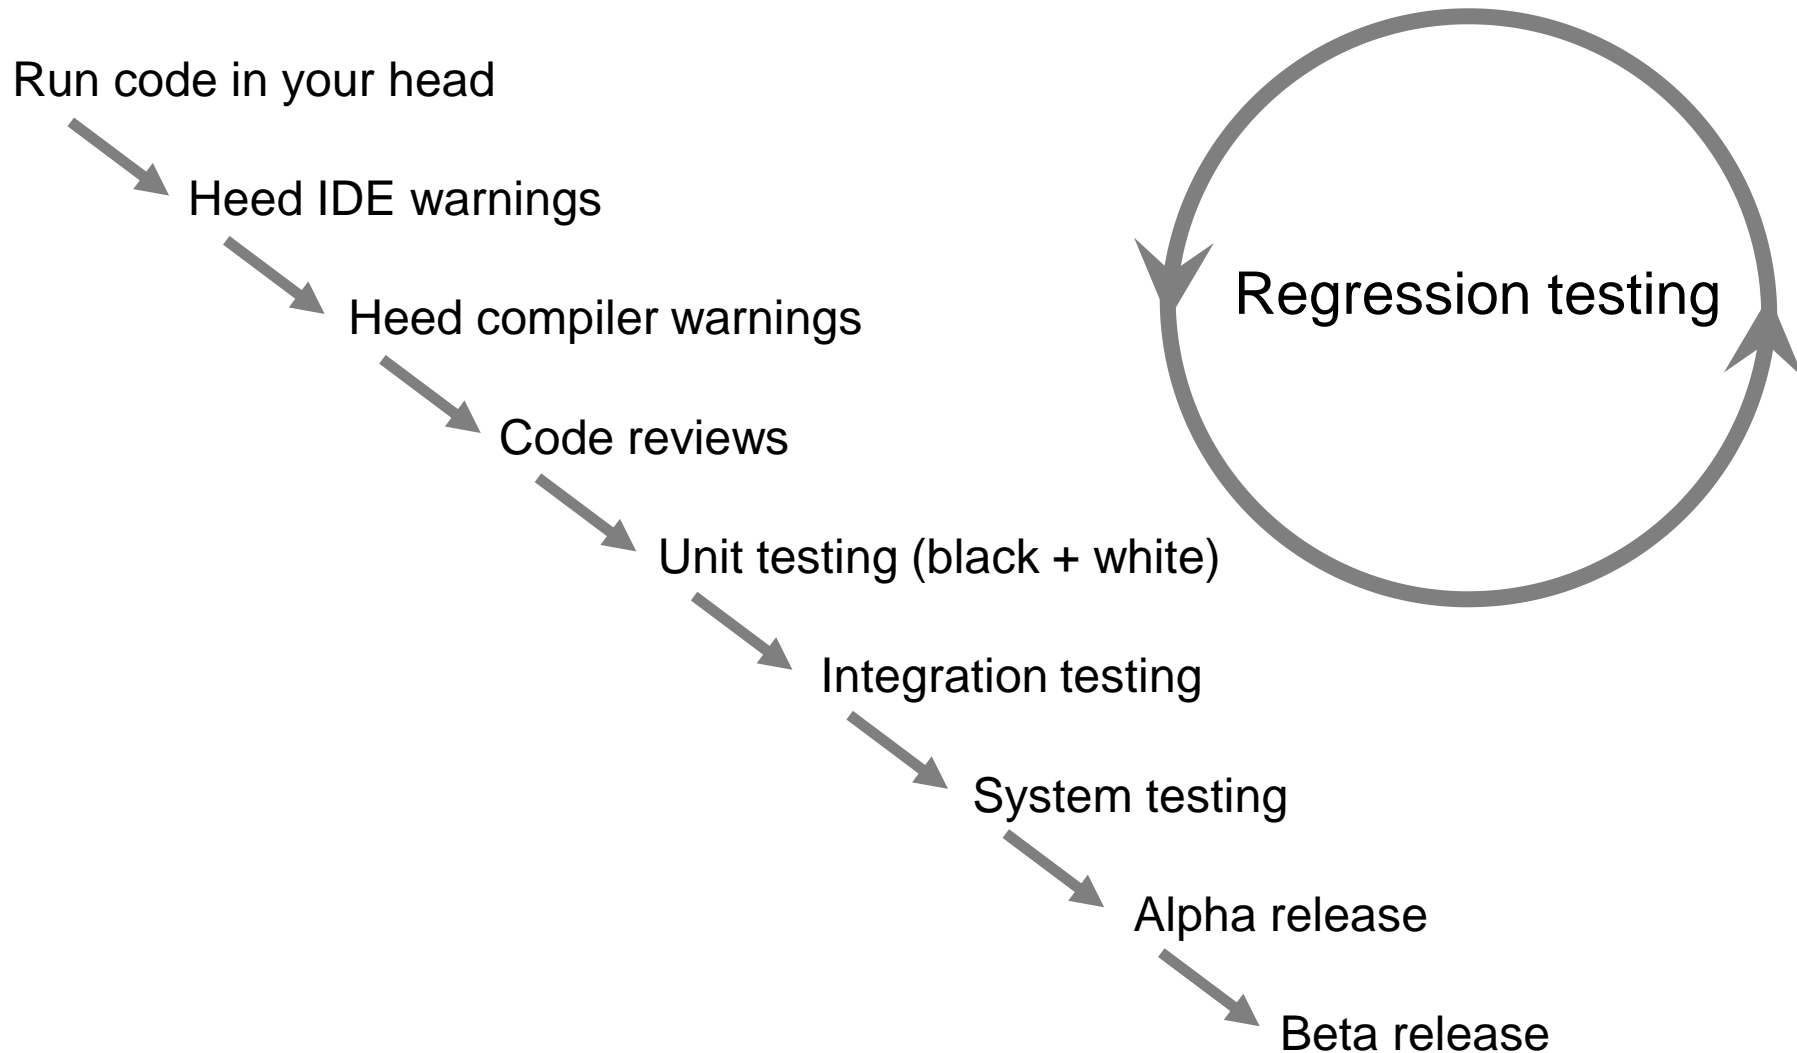 Run code in your head
Heed IDE warnings
Regression testing
Heed compiler warnings
Code reviews
Unit testing (black + white)
Integration testing
System testing
Alpha release
Beta release